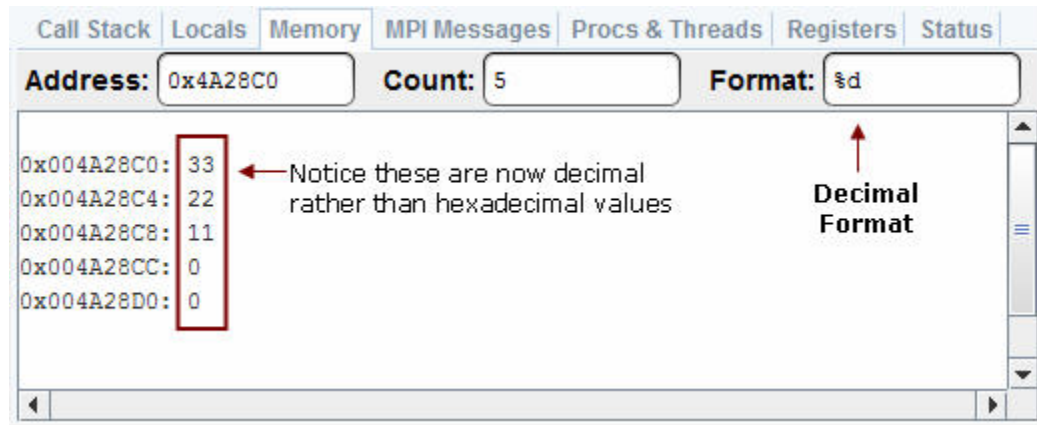 Call Stack Locals Memory MPI Messages Procs & Threads Registers Status
Address: 0x4A28C0 Count: 5 Format: %d
0x004A28C0: 33
0x004A28C4: 22
0x004A28C8: 11
0x004A28CC: 0
0x004A28D0: 0
Notice these are now decimal
rather than hexadecimal values
Decimal
Format